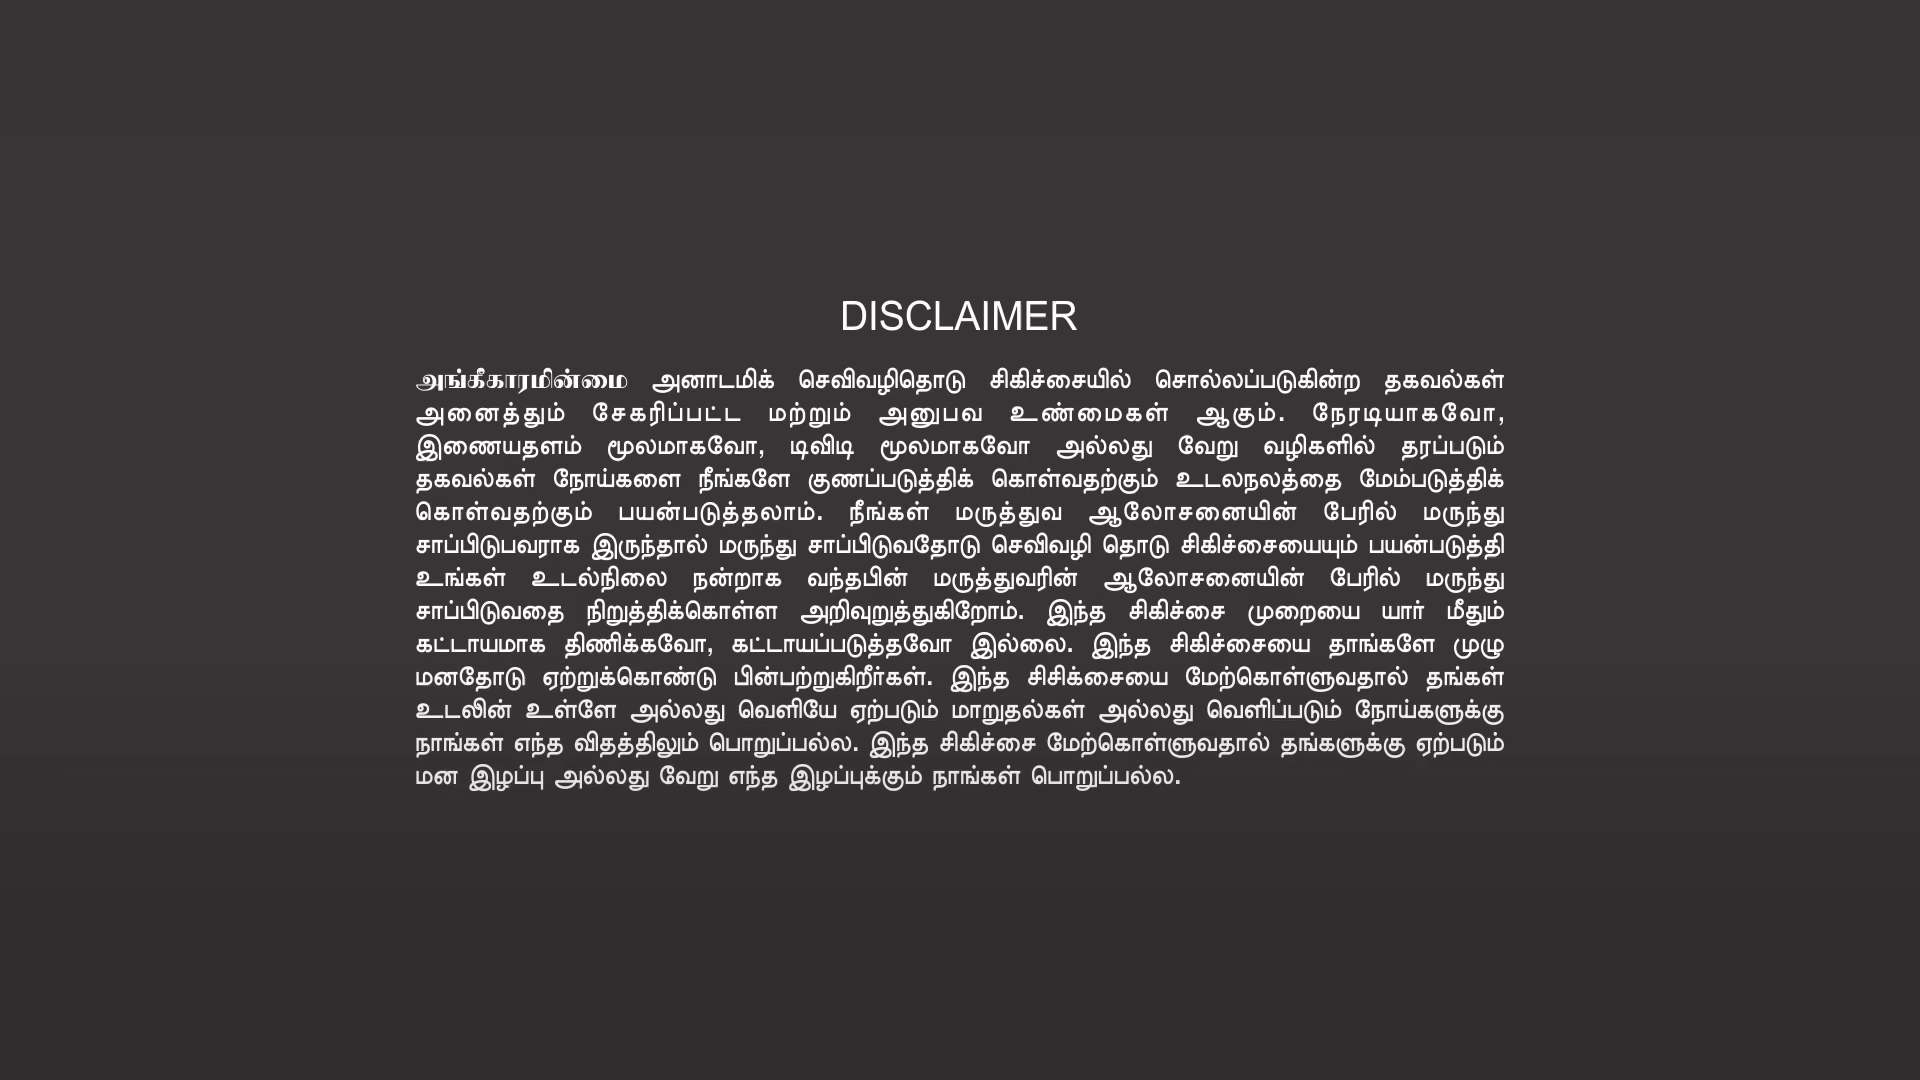 DISCLAIMER
அங்கீகாரமின்மை அனாடமிக் செவிவழிதொடு சிகிச்சையில் சொல்லப்படுகின்ற தகவல்கள்
அனைத்தும் சேகரிப்பட்ட மற்றும் அனுபவ உண்மைகள் ஆகும். நேரடியாகவோ,
இணையதளம் மூலமாகவோ, டிவிடி மூலமாகவோ அல்லது வேறு வழிகளில் தரப்படும்
தகவல்கள் நோய்களை நீங்களே குணப்படுத்திக் கொள்வதற்கும் உடலநலத்தை மேம்படுத்திக்
கொள்வதற்கும் பயன்படுத்தலாம். நீங்கள் மருத்துவ ஆலோசனையின் பேரில் மருந்து
சாப்பிடுபவராக இருந்தால் மருந்து சாப்பிடுவதோடு செவிவழி தொடு சிகிச்சையையும் பயன்படுத்தி
உங்கள் உடல்நிலை நன்றாக வந்தபின் மருத்துவரின் ஆலோசனையின் பேரில் மருந்து
சாப்பிடுவதை நிறுத்திக்கொள்ள அறிவுறுத்துகிறோம். இந்த சிகிச்சை முறையை யார் மீதும்
கட்டாயமாக திணிக்கவோ, கட்டாயப்படுத்தவோ இல்லை. இந்த சிகிச்சையை தாங்களே முழு
மனதோடு ஏற்றுக்கொண்டு பின்பற்றுகிறீர்கள். இந்த சிசிக்சையை மேற்கொள்ளுவதால் தங்கள்
உடலின் உள்ளே அல்லது வெளியே ஏற்படும் மாறுதல்கள் அல்லது வெளிப்படும் நோய்களுக்கு
நாங்கள் எந்த விதத்திலும் பொறுப்பல்ல. இந்த சிகிச்சை மேற்கொள்ளுவதால் தங்களுக்கு ஏற்படும்
மன இழப்பு அல்லது வேறு எந்த இழப்புக்கும் நாங்கள் பொறுப்பல்ல.